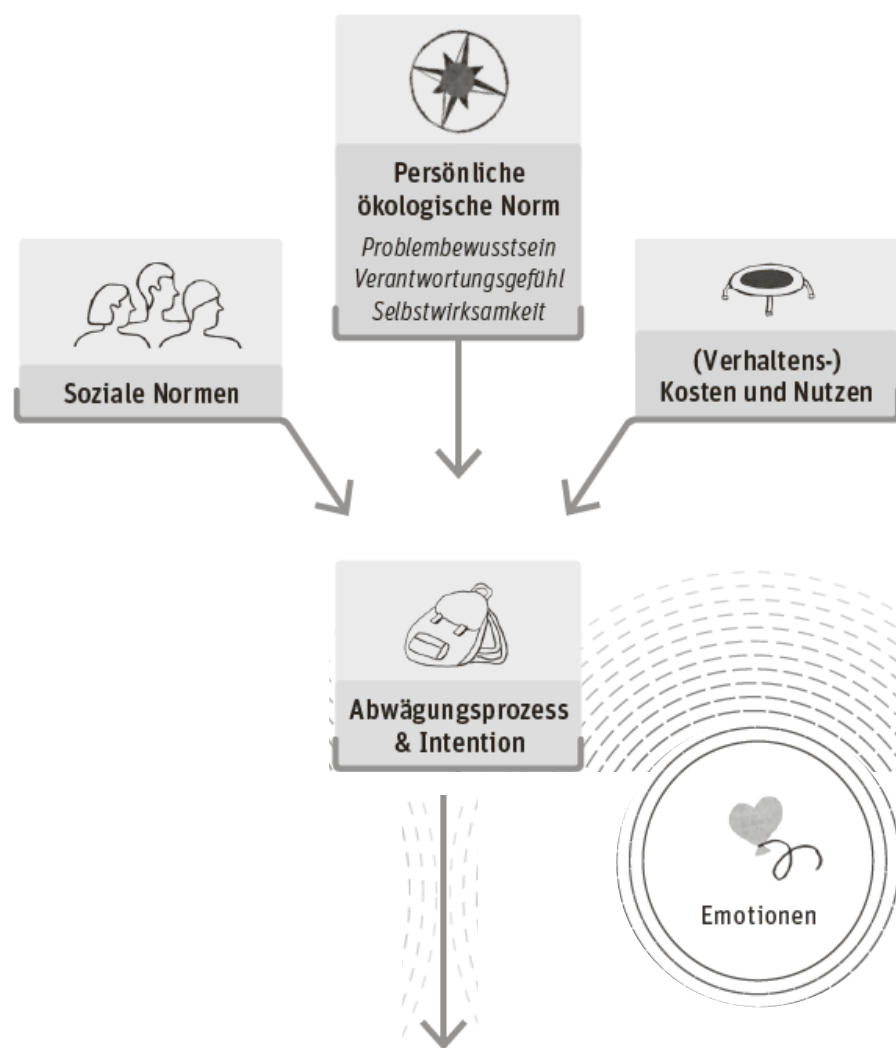 Persönliche
ökologische Norm
Problembewusstsein
Verantwortungsgefühl
Selbstwirksamkeit
Soziale Normen
(Verhaltens-)
Kosten und Nutzen
Abwägungsprozess
& Intention
Emotionen